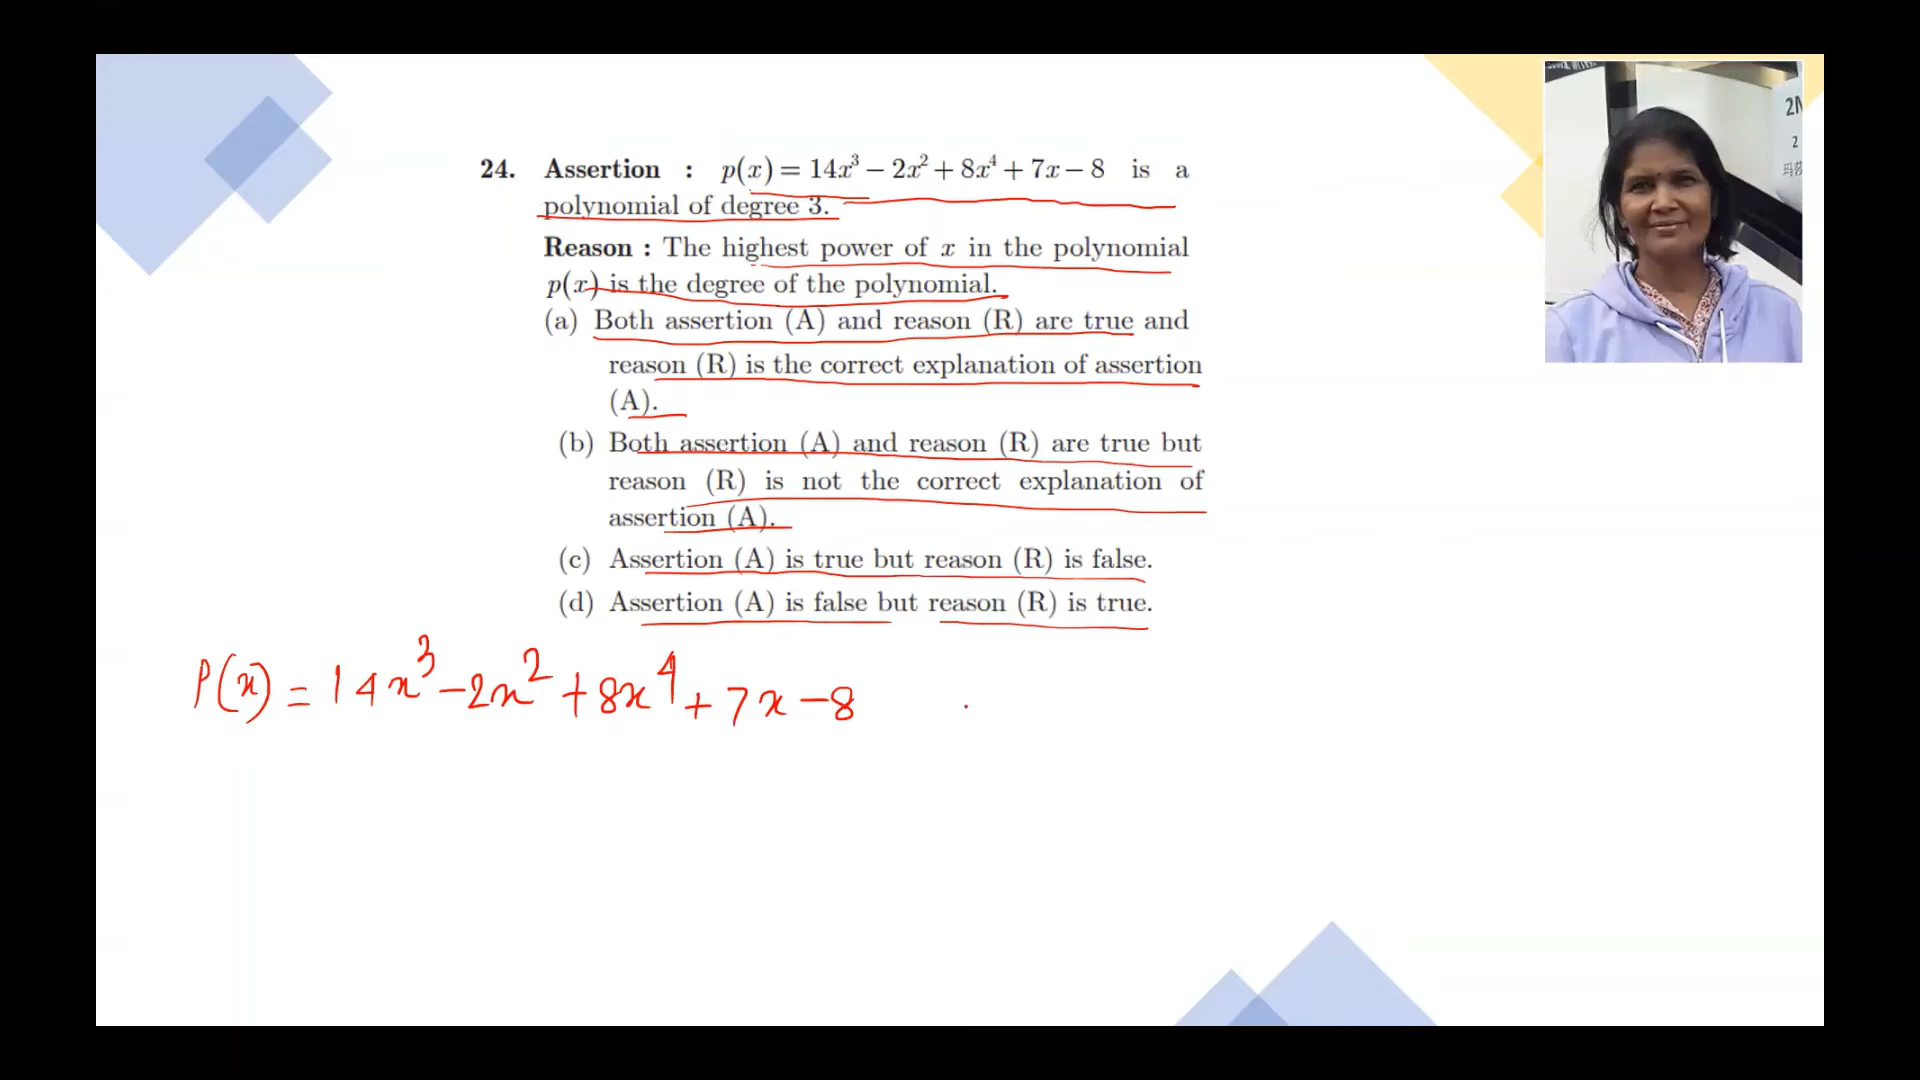 24. Assertion : p(x) = 14x³ − 2x² + 8x⁴ + 7x − 8 is a
polynomial of degree 3.
Reason : The highest power of x in the polynomial
p(x) is the degree of the polynomial.
(a) Both assertion (A) and reason (R) are true and
reason (R) is the correct explanation of assertion
(A).
(b) Both assertion (A) and reason (R) are true but
reason (R) is not the correct explanation of
assertion (A).
(c) Assertion (A) is true but reason (R) is false.
(d) Assertion (A) is false but reason (R) is true.
P(x) = 14x³ − 2x² + 8x⁴ + 7x − 8
2